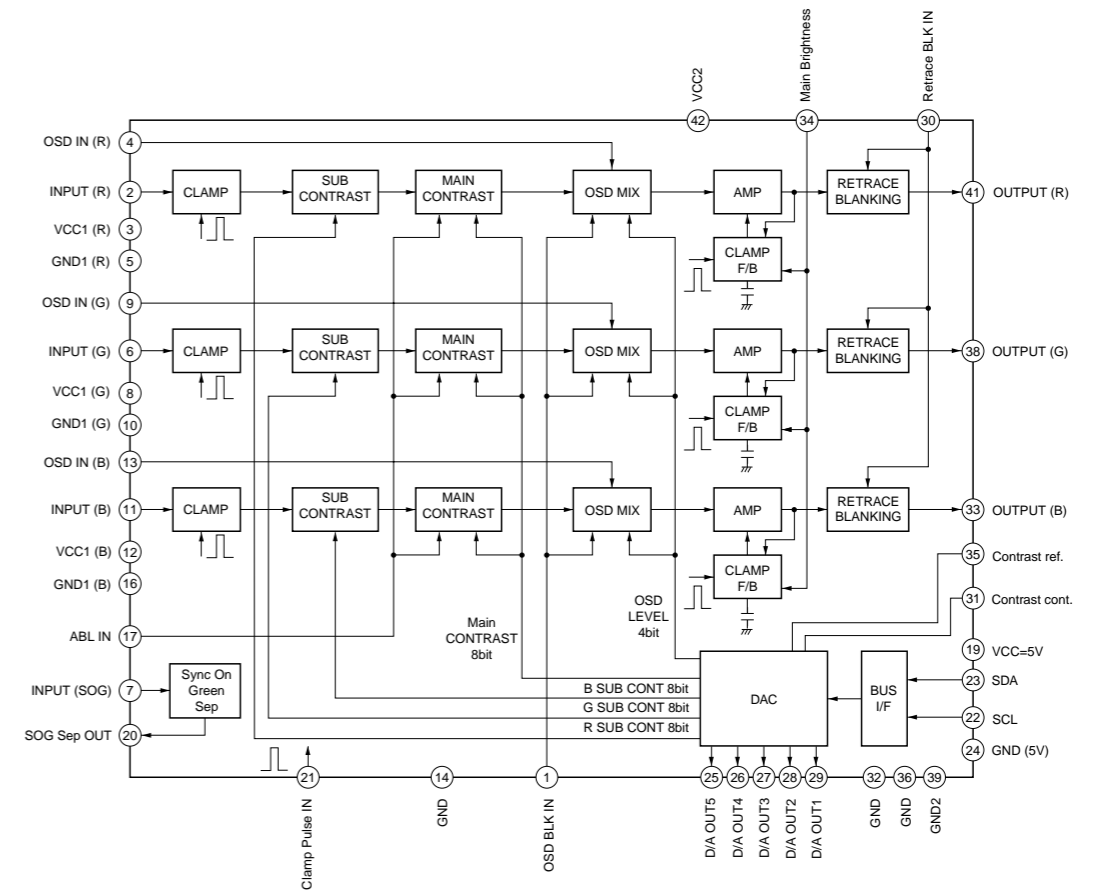 VCC2
Main Brightness
Retrace BLK IN
42
34
30
OSD IN (R)
4
INPUT (R)
2
CLAMP
SUB
CONTRAST
MAIN
CONTRAST
OSD MIX
AMP
RETRACE
BLANKING
41
OUTPUT (R)
VCC1 (R)
3
GND1 (R)
5
CLAMP
F/B
OSD IN (G)
9
INPUT (G)
6
CLAMP
SUB
CONTRAST
MAIN
CONTRAST
OSD MIX
AMP
RETRACE
BLANKING
38
OUTPUT (G)
VCC1 (G)
8
GND1 (G)
10
CLAMP
F/B
OSD IN (B)
13
INPUT (B)
11
CLAMP
SUB
CONTRAST
MAIN
CONTRAST
OSD MIX
AMP
RETRACE
BLANKING
33
OUTPUT (B)
VCC1 (B)
12
GND1 (B)
16
CLAMP
F/B
35
Contrast ref.
31
Contrast cont.
ABL IN
17
Main
CONTRAST
8bit
OSD
LEVEL
4bit
19
VCC=5V
INPUT (SOG)
7
Sync On
Green
Sep
B SUB CONT 8bit
G SUB CONT 8bit
R SUB CONT 8bit
DAC
BUS
I/F
23
SDA
22
SCL
SOG Sep OUT
20
24
GND (5V)
21
14
1
25
26
27
28
29
32
36
39
Clamp Pulse IN
GND
OSD BLK IN
D/A OUT5
D/A OUT4
D/A OUT3
D/A OUT2
D/A OUT1
GND
GND
GND2